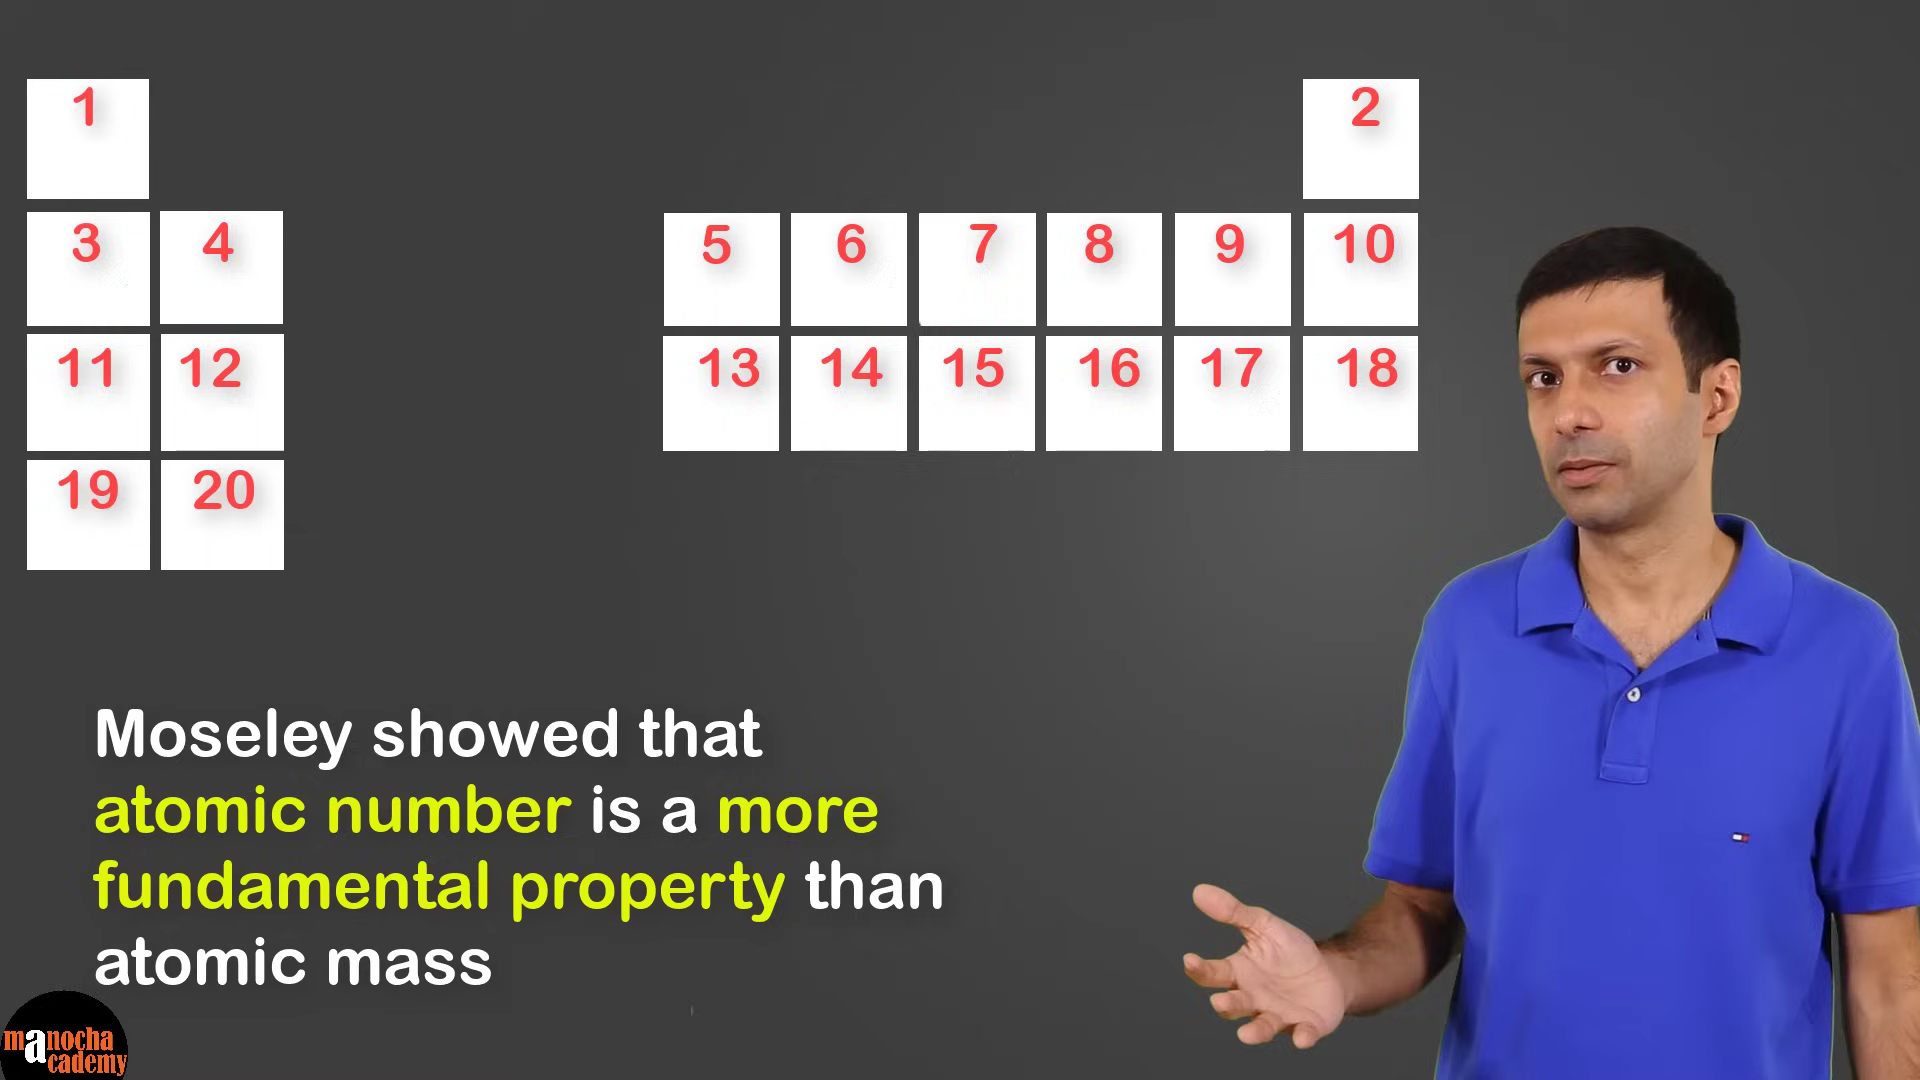 1 2
3 4 5 6 7 8 9 10
11 12 13 14 15 16 17 18
19 20
Moseley showed that
atomic number is a more
fundamental property than
atomic mass
manocha
academy